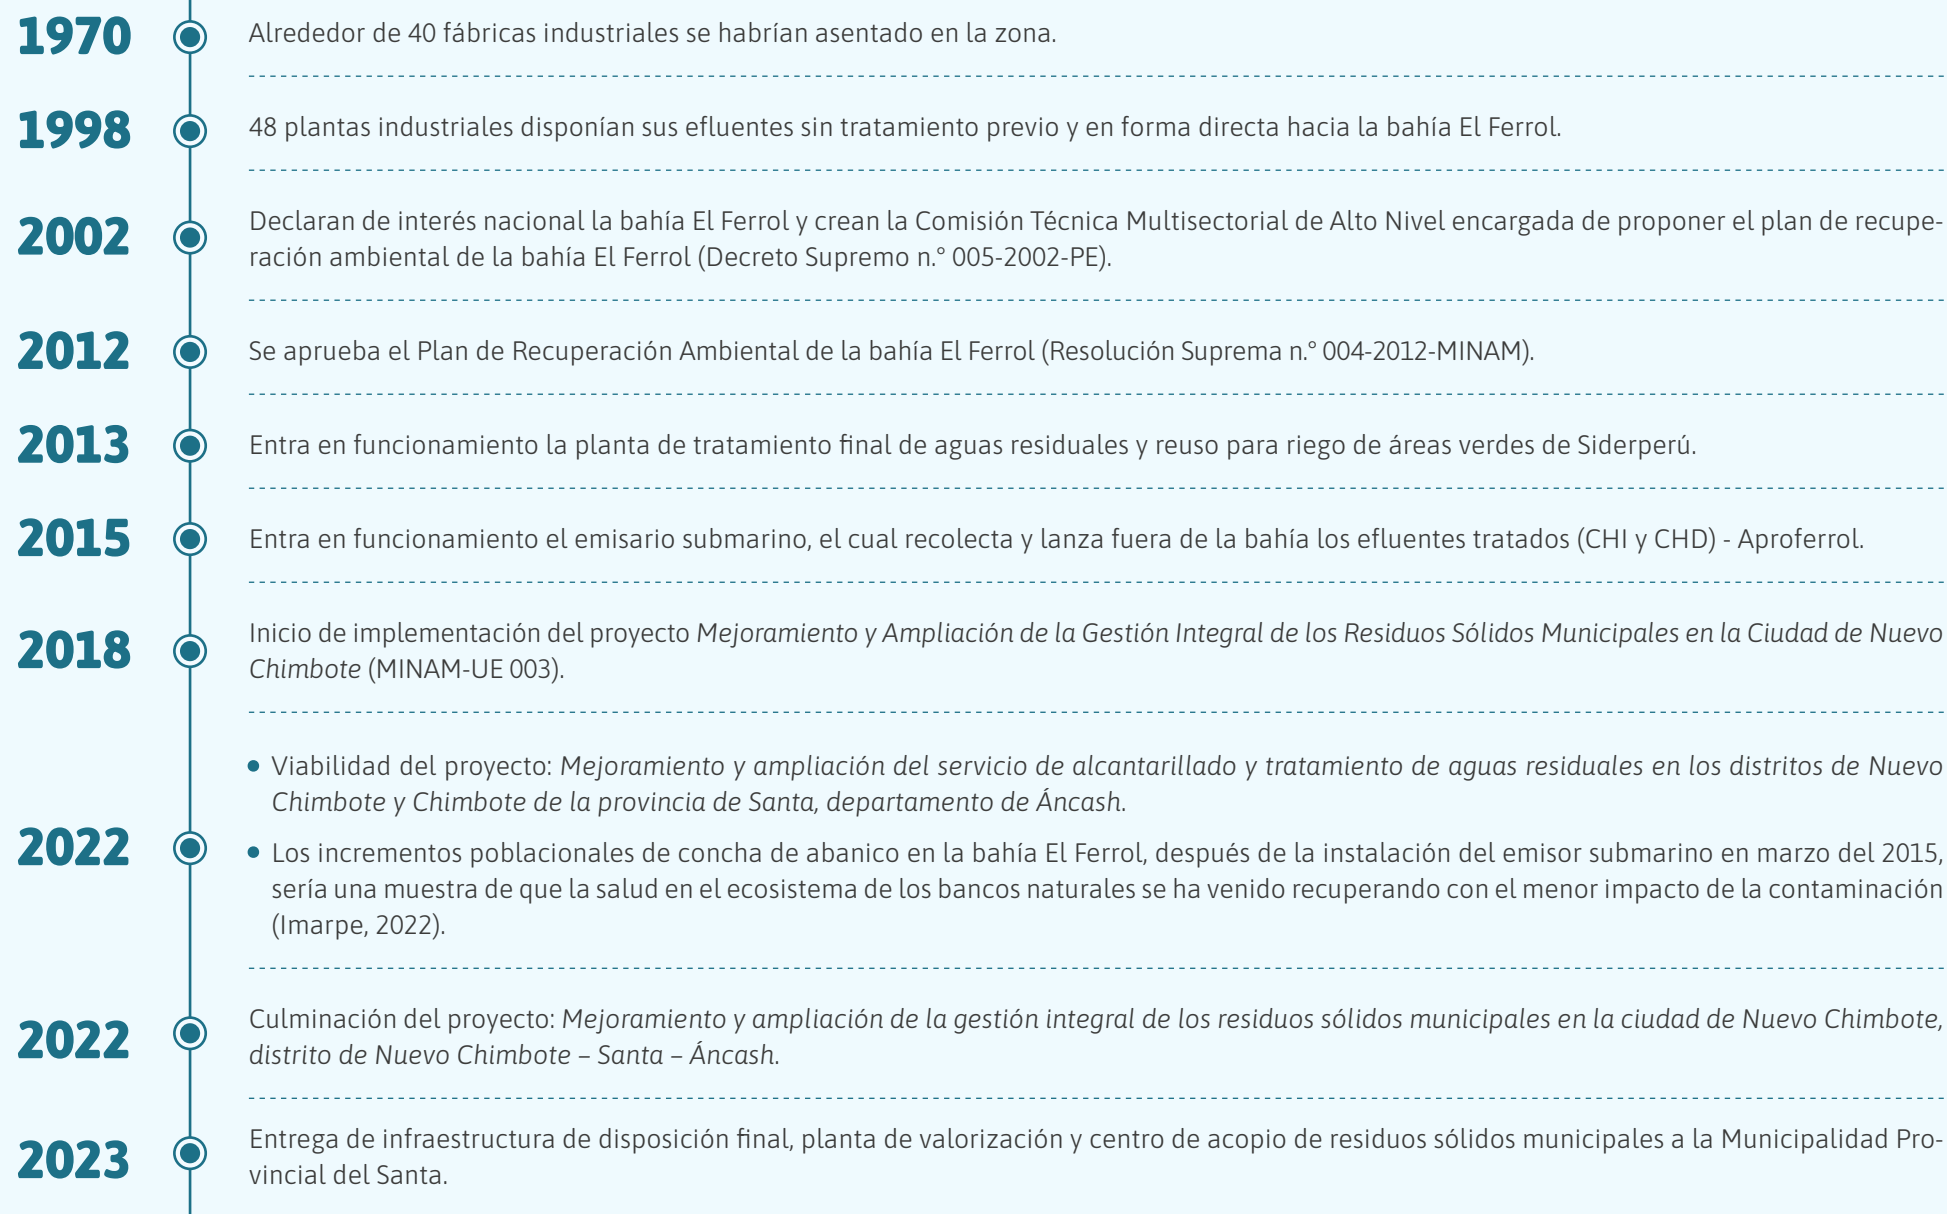 1970
Alrededor de 40 fábricas industriales se habrían asentado en la zona.
1998
48 plantas industriales disponían sus efluentes sin tratamiento previo y en forma directa hacia la bahía El Ferrol.
2002
Declaran de interés nacional la bahía El Ferrol y crean la Comisión Técnica Multisectorial de Alto Nivel encargada de proponer el plan de recupe-
ración ambiental de la bahía El Ferrol (Decreto Supremo n.° 005-2002-PE).
2012
Se aprueba el Plan de Recuperación Ambiental de la bahía El Ferrol (Resolución Suprema n.° 004-2012-MINAM).
2013
Entra en funcionamiento la planta de tratamiento final de aguas residuales y reuso para riego de áreas verdes de Siderperú.
2015
Entra en funcionamiento el emisario submarino, el cual recolecta y lanza fuera de la bahía los efluentes tratados (CHI y CHD) - Aproferrol.
2018
Inicio de implementación del proyecto Mejoramiento y Ampliación de la Gestión Integral de los Residuos Sólidos Municipales en la Ciudad de Nuevo
Chimbote (MINAM-UE 003).
2022
• Viabilidad del proyecto: Mejoramiento y ampliación del servicio de alcantarillado y tratamiento de aguas residuales en los distritos de Nuevo
Chimbote y Chimbote de la provincia de Santa, departamento de Áncash.
• Los incrementos poblacionales de concha de abanico en la bahía El Ferrol, después de la instalación del emisor submarino en marzo del 2015,
sería una muestra de que la salud en el ecosistema de los bancos naturales se ha venido recuperando con el menor impacto de la contaminación
(Imarpe, 2022).
2022
Culminación del proyecto: Mejoramiento y ampliación de la gestión integral de los residuos sólidos municipales en la ciudad de Nuevo Chimbote,
distrito de Nuevo Chimbote – Santa – Áncash.
2023
Entrega de infraestructura de disposición final, planta de valorización y centro de acopio de residuos sólidos municipales a la Municipalidad Pro-
vincial del Santa.